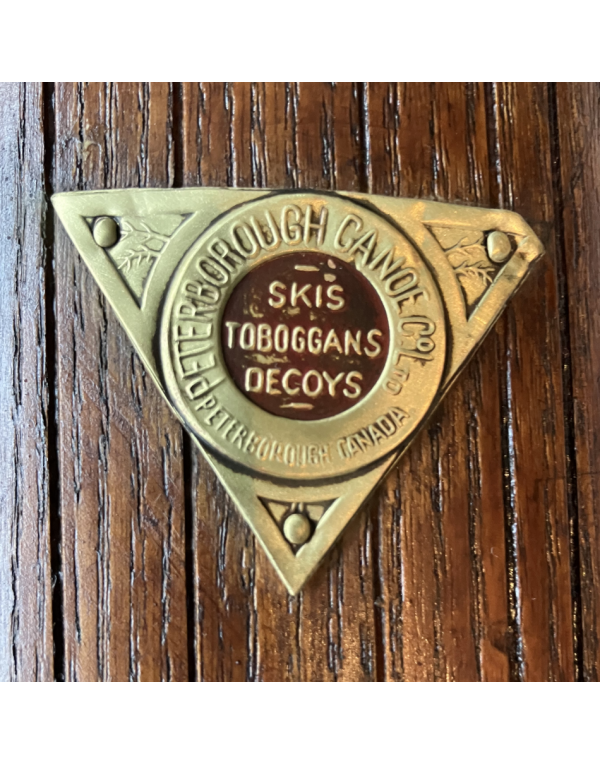 PETERBOROUGH CANOE Co. LTD
SKIS
TOBOGGANS
DECOYS
PETERBOROUGH CANADA